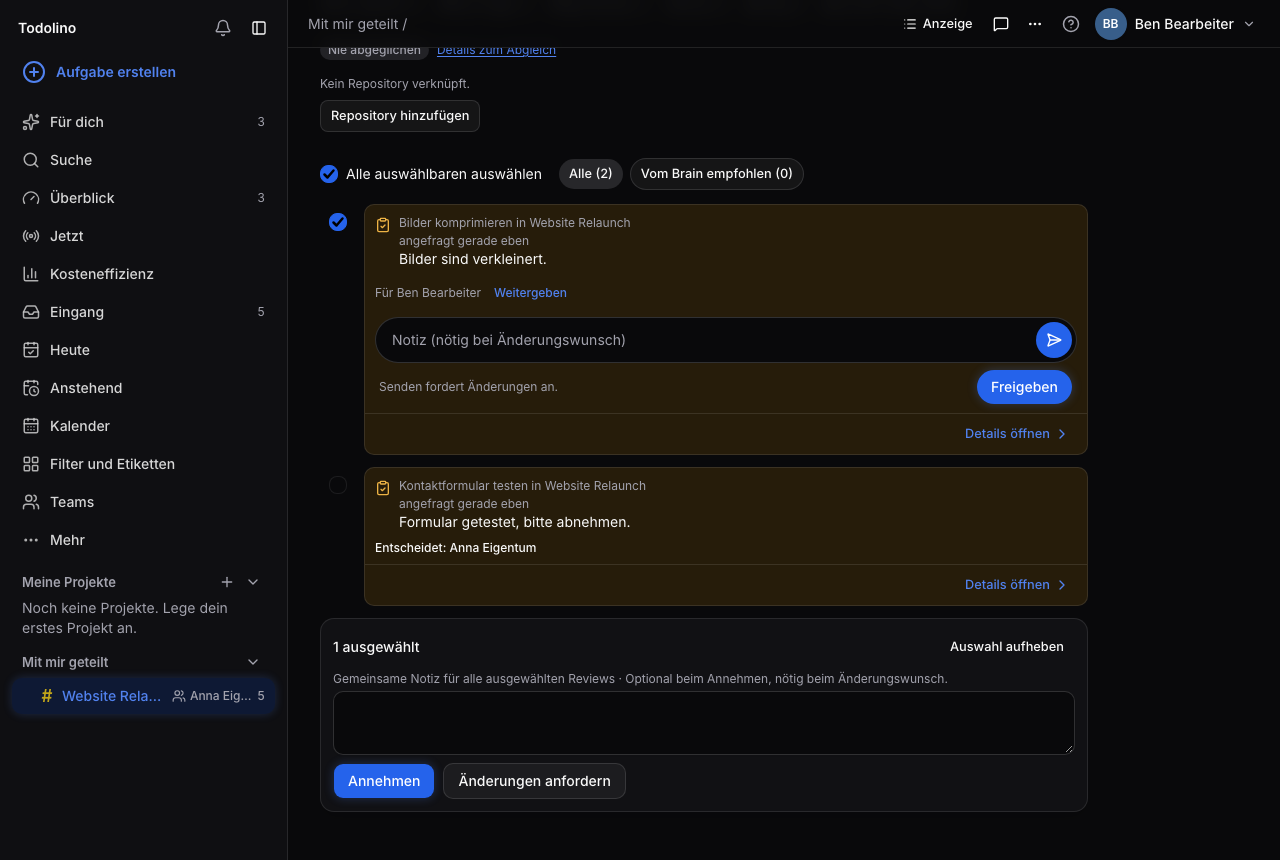 Todolino
Aufgabe erstellen
Für dich 3
Suche
Überblick 3
Jetzt
Kosteneffizienz
Eingang 5
Heute
Anstehend
Kalender
Filter und Etiketten
Teams
Mehr
Meine Projekte
Noch keine Projekte. Lege dein
erstes Projekt an.
Mit mir geteilt
# Website Rela... Anna Eig... 5
Mit mir geteilt /
Anzeige
BB Ben Bearbeiter
Nie abgeglichen Details zum Abgleich
Kein Repository verknüpft.
Repository hinzufügen
Alle auswählbaren auswählen Alle (2) Vom Brain empfohlen (0)
Bilder komprimieren in Website Relaunch
angefragt gerade eben
Bilder sind verkleinert.
Für Ben Bearbeiter Weitergeben
Notiz (nötig bei Änderungswunsch)
Senden fordert Änderungen an. Freigeben
Details öffnen
Kontaktformular testen in Website Relaunch
angefragt gerade eben
Formular getestet, bitte abnehmen.
Entscheidet: Anna Eigentum
Details öffnen
1 ausgewählt Auswahl aufheben
Gemeinsame Notiz für alle ausgewählten Reviews · Optional beim Annehmen, nötig beim Änderungswunsch.
Annehmen Änderungen anfordern